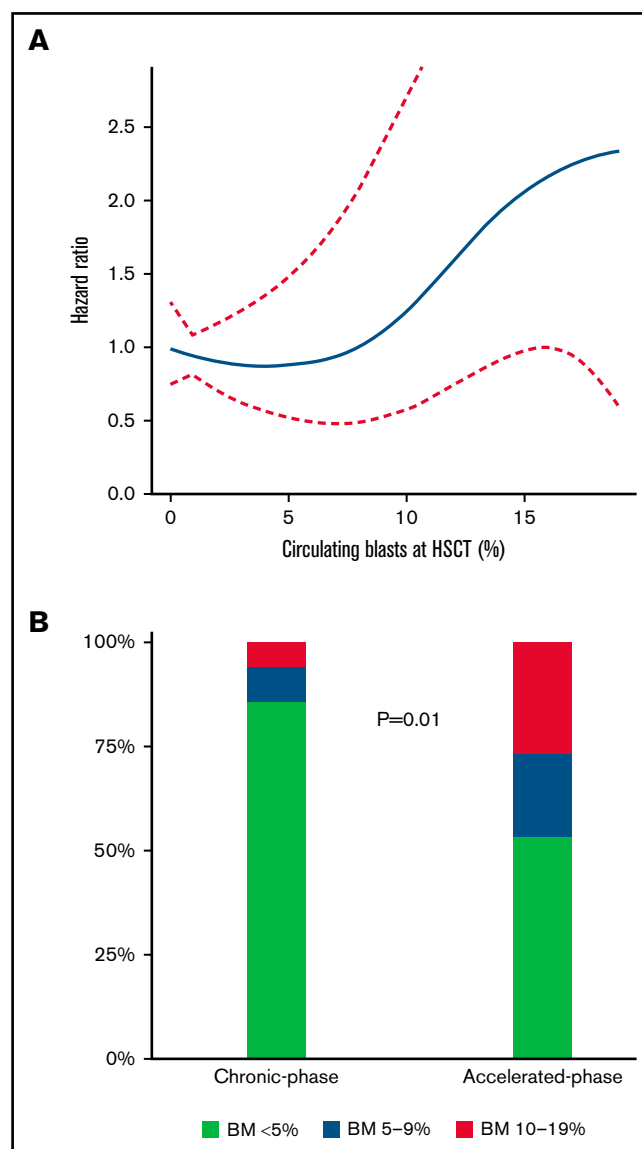 A
2.5
2.0
1.5
1.0
0.5
0.0
Hazard ratio
0 5 10 15
Circulating blasts at HSCT (%)
B
100%
75%
50%
25%
0%
P=0.01
Chronic-phase Accelerated-phase
BM <5% BM 5–9% BM 10–19%